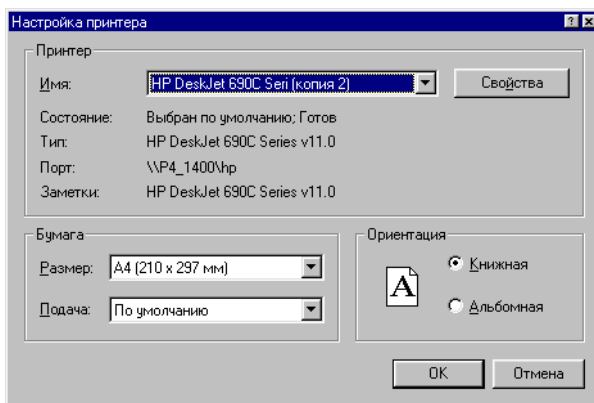 Настройка принтера
Принтер
Имя: HP DeskJet 690C Seri (копия 2) Свойства
Состояние: Выбран по умолчанию; Готов
Тип: HP DeskJet 690C Series v11.0
Порт: \\P4_1400\hp
Заметки: HP DeskJet 690C Series v11.0
Бумага
Размер: A4 (210 x 297 мм)
Подача: По умолчанию
Ориентация
A
Книжная
Альбомная
OK Отмена